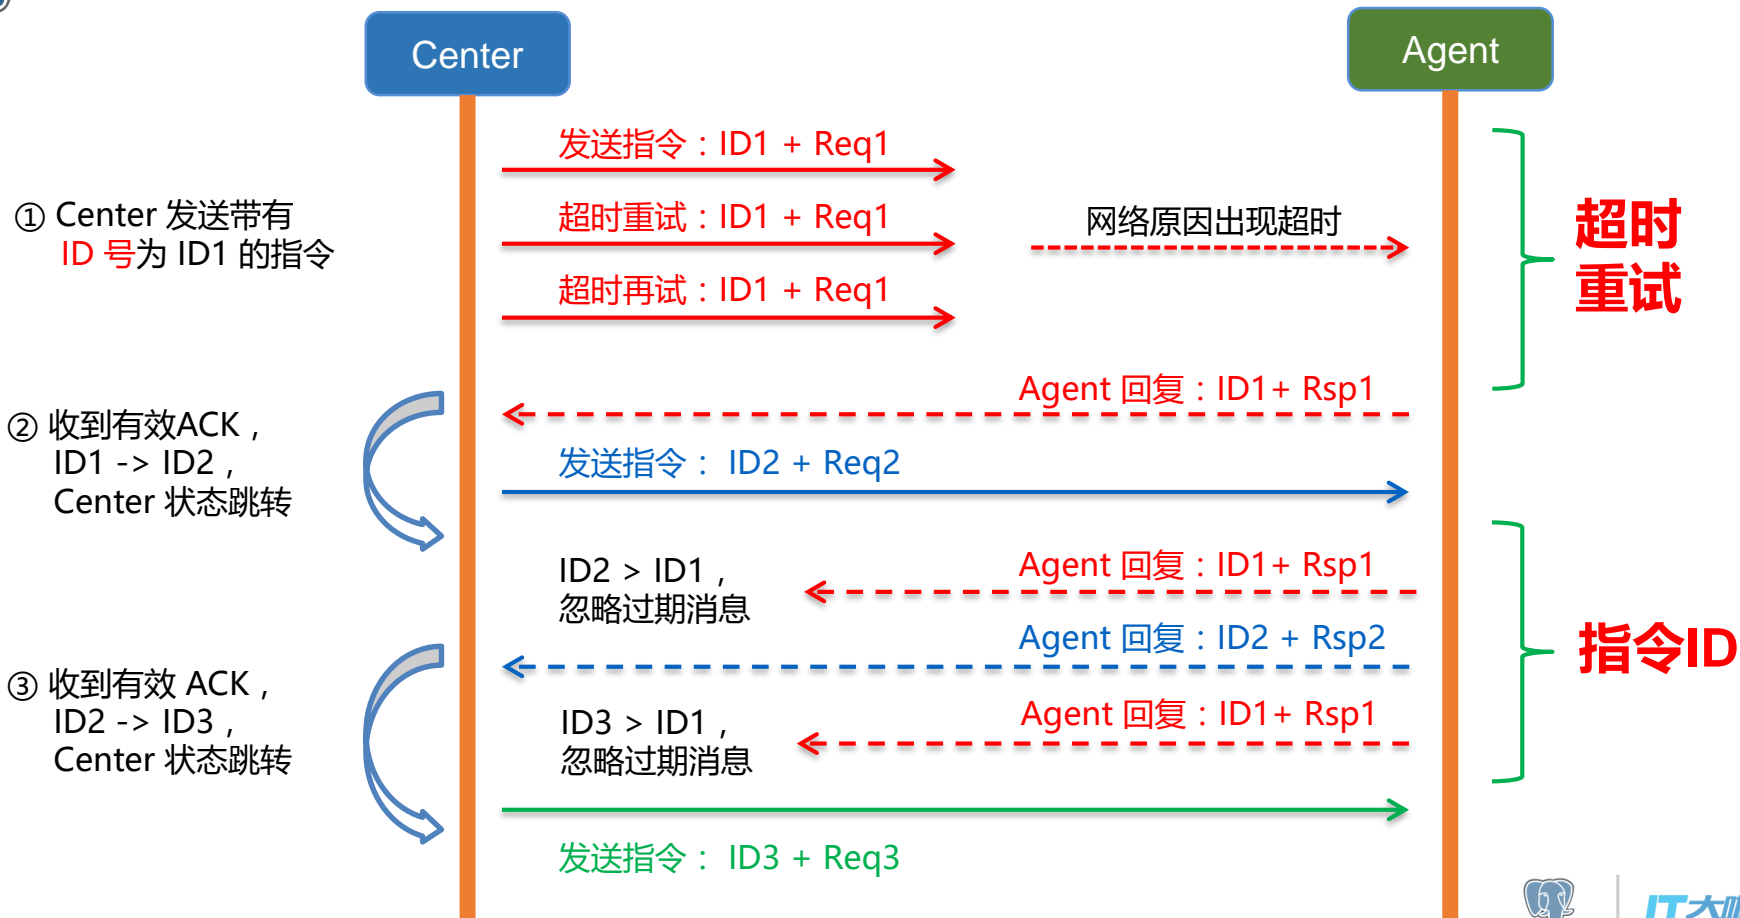 Center
Agent
发送指令：ID1 + Req1
① Center 发送带有
ID 号为 ID1 的指令
超时重试：ID1 + Req1
网络原因出现超时
超时再试：ID1 + Req1
超时
重试
Agent 回复：ID1+ Rsp1
② 收到有效ACK，
ID1 -> ID2，
Center 状态跳转
发送指令： ID2 + Req2
ID2 > ID1，
忽略过期消息
Agent 回复：ID1+ Rsp1
Agent 回复：ID2 + Rsp2
指令ID
③ 收到有效 ACK，
ID2 -> ID3，
Center 状态跳转
ID3 > ID1，
忽略过期消息
Agent 回复：ID1+ Rsp1
发送指令： ID3 + Req3
IT大